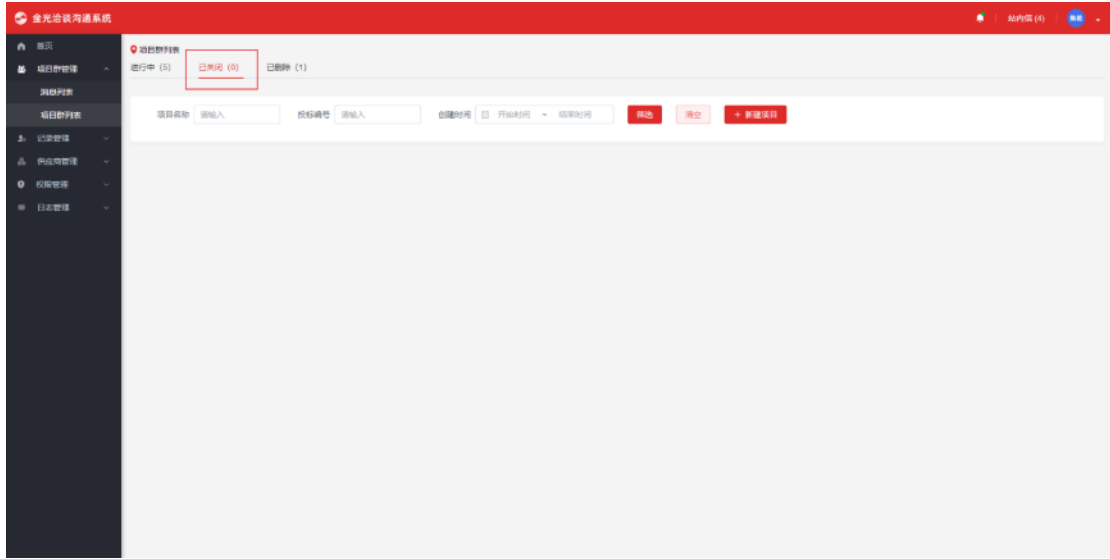 金光洽谈沟通系统
站内信(4)
首页
项目群管理
消息列表
项目群列表
记录管理
供应商管理
权限管理
日志管理
项目群列表
进行中 (5) 已关闭 (0) 已删除 (1)
项目名称 请输入 投标编号 请输入 创建时间 开始时间 ~ 结束时间 筛选 清空 + 新建项目